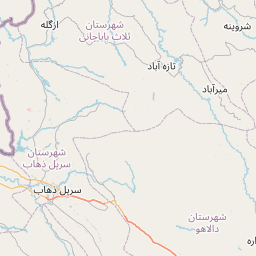 شروینه
ازگله
شهرستان
ثلاث باباجانی
تازه آباد
میرآباد
شهرستان
سرپل ذهاب
سرپل ذهاب
شهرستان
دالاهو